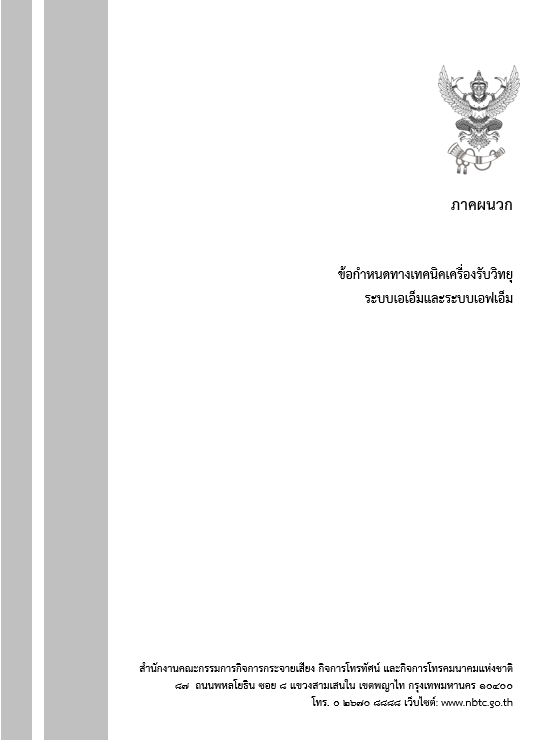 ภาคผนวก
ข้อกำหนดทางเทคนิคเครื่องรับวิทยุ
ระบบเอเอ็มและระบบเอฟเอ็ม
สำนักงานคณะกรรมการกิจการกระจายเสียง กิจการโทรทัศน์ และกิจการโทรคมนาคมแห่งชาติ
๘๗ ถนนพหลโยธิน ซอย ๘ แขวงสามเสนใน เขตพญาไท กรุงเทพมหานคร ๑๐๔๐๐
โทร. ๐ ๒๖๗๐ ๘๘๘๘ เว็บไซต์: www.nbtc.go.th